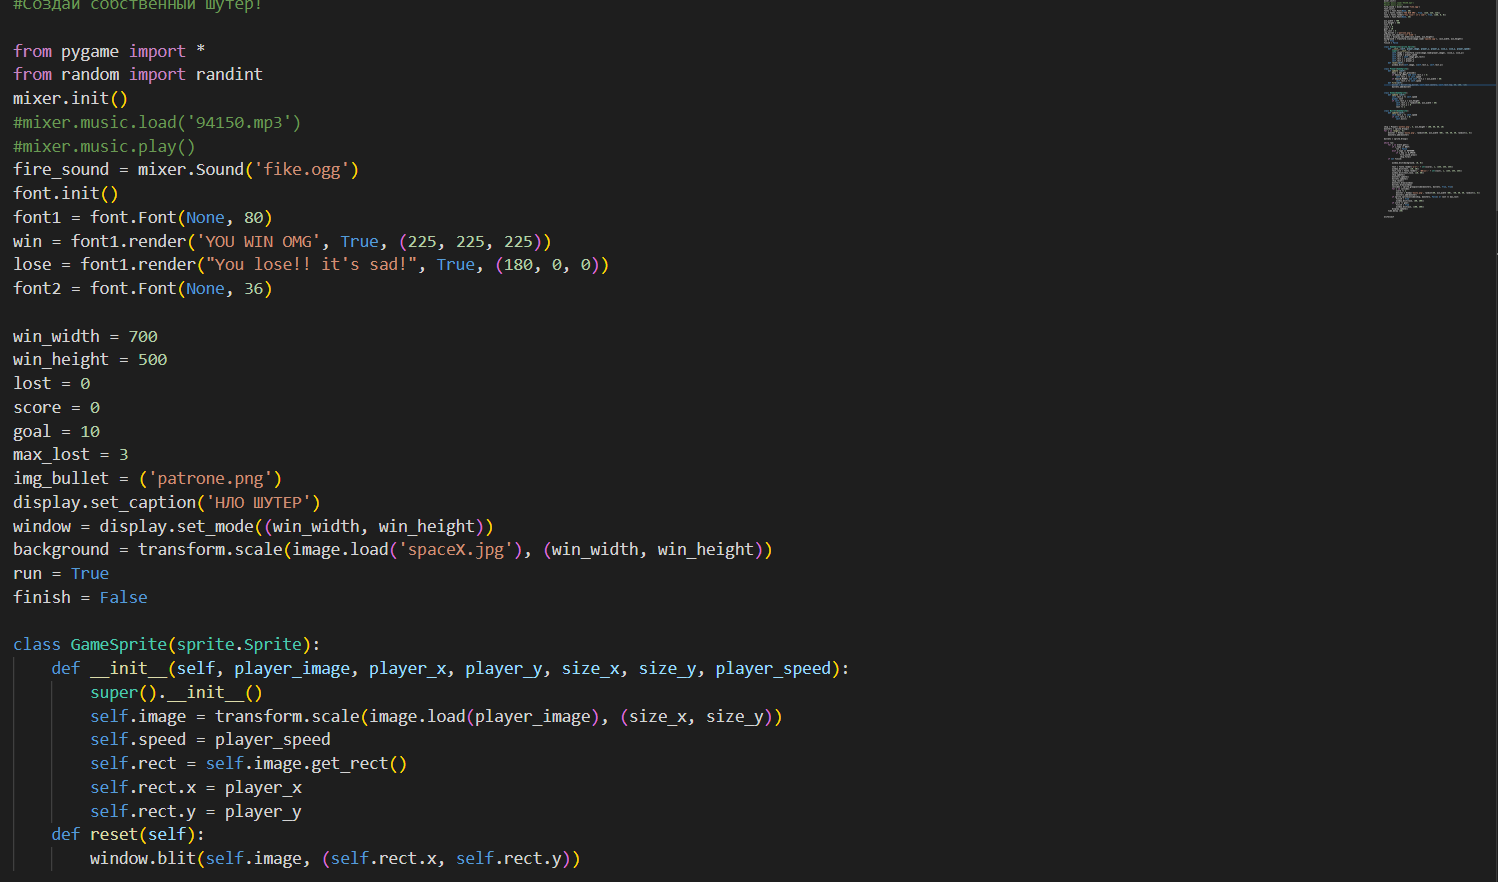 #Создай собственный Шутер!
from pygame import *
from random import randint
mixer.init()
#mixer.music.load('94150.mp3')
#mixer.music.play()
fire_sound = mixer.Sound('fike.ogg')
font.init()
font1 = font.Font(None, 80)
win = font1.render('YOU WIN OMG', True, (225, 225, 225))
lose = font1.render("You lose!! it's sad!", True, (180, 0, 0))
font2 = font.Font(None, 36)
win_width = 700
win_height = 500
lost = 0
score = 0
goal = 10
max_lost = 3
img_bullet = ('patrone.png')
display.set_caption('НЛО ШУТЕР')
window = display.set_mode((win_width, win_height))
background = transform.scale(image.load('spaceX.jpg'), (win_width, win_height))
run = True
finish = False
class GameSprite(sprite.Sprite):
    def __init__(self, player_image, player_x, player_y, size_x, size_y, player_speed):
        super().__init__()
        self.image = transform.scale(image.load(player_image), (size_x, size_y))
        self.speed = player_speed
        self.rect = self.image.get_rect()
        self.rect.x = player_x
        self.rect.y = player_y
    def reset(self):
        window.blit(self.image, (self.rect.x, self.rect.y))